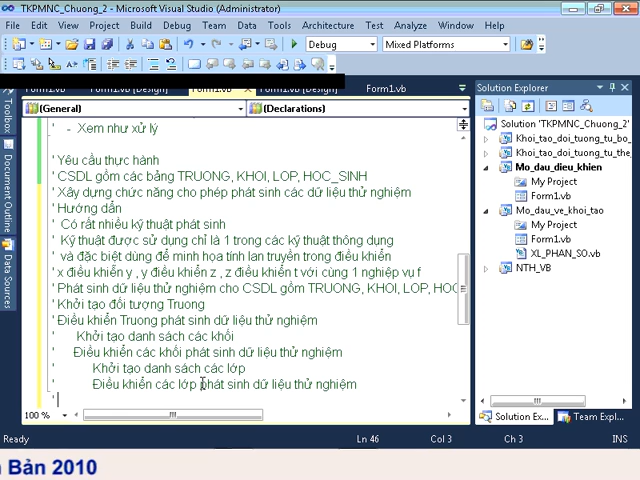 TKPMNC_Chuong_2 - Microsoft Visual Studio (Administrator)
File Edit View Project Build Debug Team Data Tools Architecture Test Analyze Window Help
Debug Mixed Platforms
Form1.vb
(General) (Declarations)
' - Xem như xử lý
' Yêu cầu thực hành
' CSDL gồm các bảng TRUONG, KHOI, LOP, HOC_SINH
' Xây dựng chức năng cho phép phát sinh các dữ liệu thử nghiệm
' Hướng dẩn
' Có rất nhiều kỹ thuật phát sinh
' Kỹ thuật được sử dụng chỉ là 1 trong các kỹ thuật thông dụng
' và đặc biệt dùng để minh họa tính lan truyền trong điều khiển
' x điều khiển y , y điều khiển z , z điều khiển t với cùng 1 nghiệp vụ f
' Phát sinh dữ liệu thử nghiệm cho CSDL gồm TRUONG, KHOI, LOP, HOC
' Khởi tạo đối tượng Truong
' Điều khiển Truong phát sinh dữ liệu thử nghiệm
' Khởi tạo danh sách các khối
' Điều khiển các khối phát sinh dữ liệu thử nghiệm
' Khởi tạo danh sách các lớp
' Điều khiển các lớp phát sinh dữ liệu thử nghiệm
'
100 %
Toolbox
Document Outline
Data Sources
Solution Explorer
Solution 'TKPMNC_Chuong_2'
Khoi_tao_doi_tuong_tu_bo_
Khoi_tao_doi_tuong_tu_the_
Mo_dau_dieu_khien
My Project
Form1.vb
Mo_dau_ve_khoi_tao
My Project
Form1.vb
XL_PHAN_SO.vb
NTH_VB
Solution Ex... Team Expl...
Ready Ln 46 Col 3 Ch 3 INS
Bản 2010